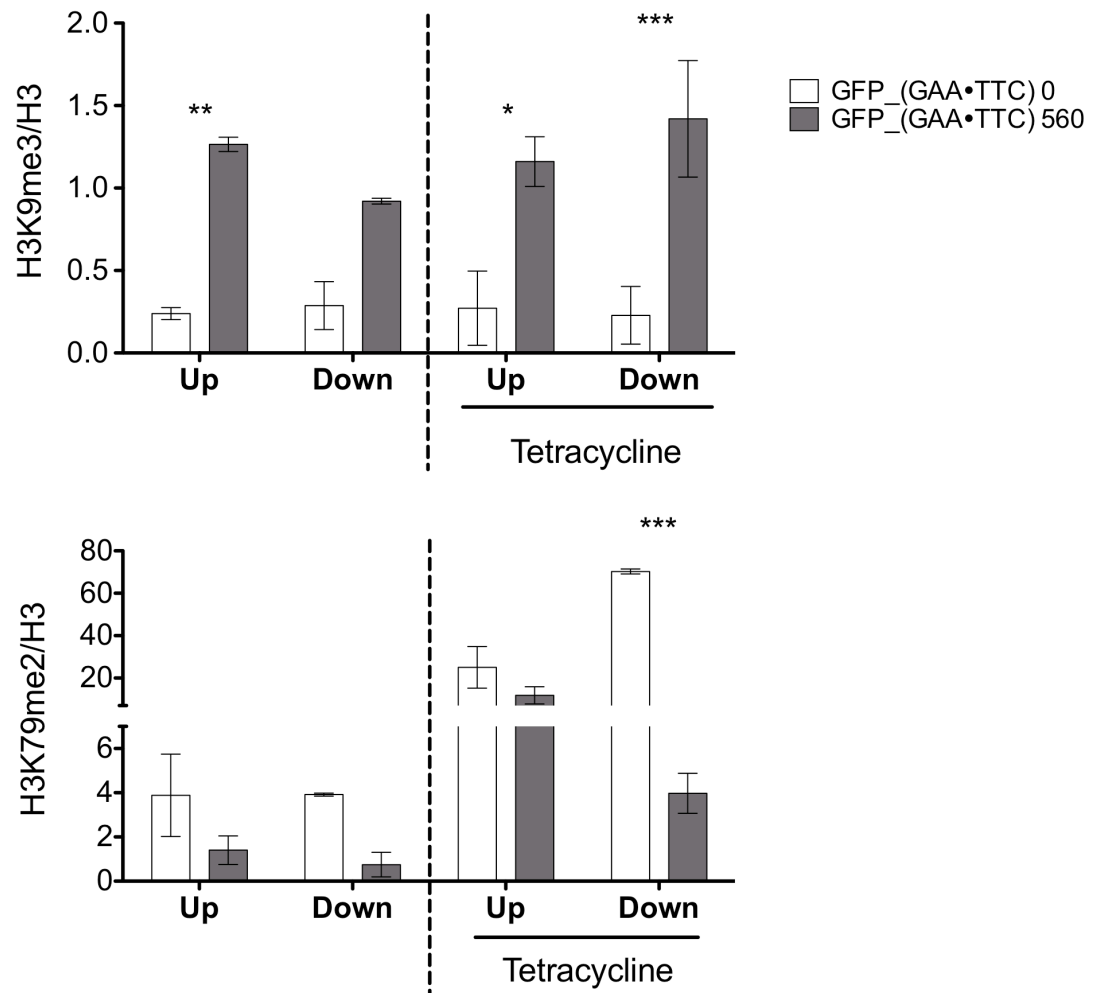 H3K9me3/H3
2.0
1.5
1.0
0.5
0.0
**
*
***
Up
Down
Up
Down
Tetracycline
GFP_(GAA•TTC) 0
GFP_(GAA•TTC) 560
H3K79me2/H3
80
60
40
20
6
4
2
0
***
Up
Down
Up
Down
Tetracycline